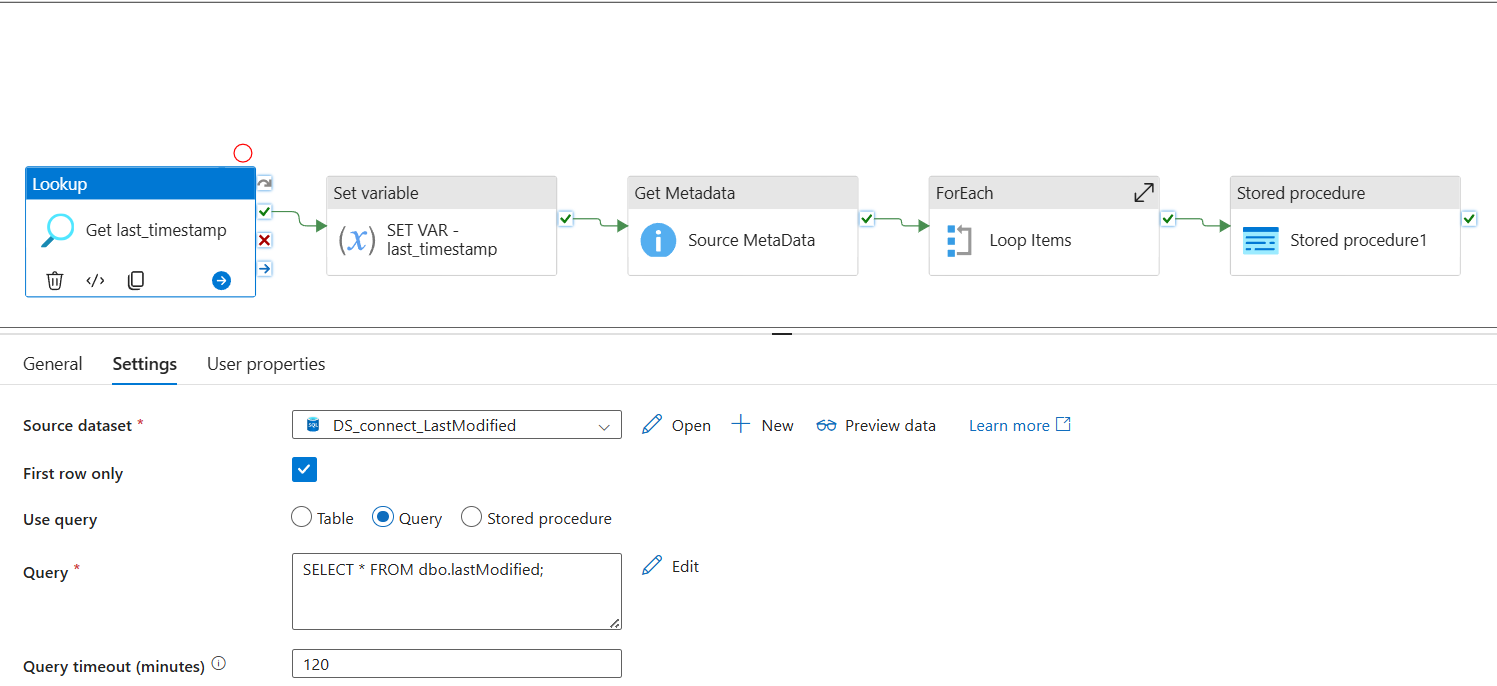 Lookup
Get last_timestamp
Set variable
SET VAR -
last_timestamp
Get Metadata
Source MetaData
ForEach
Loop Items
Stored procedure
Stored procedure1
General
Settings
User properties
Source dataset *
DS_connect_LastModified
Open
New
Preview data
Learn more
First row only
Use query
Table
Query
Stored procedure
Query *
SELECT * FROM dbo.lastModified;
Edit
Query timeout (minutes)
120